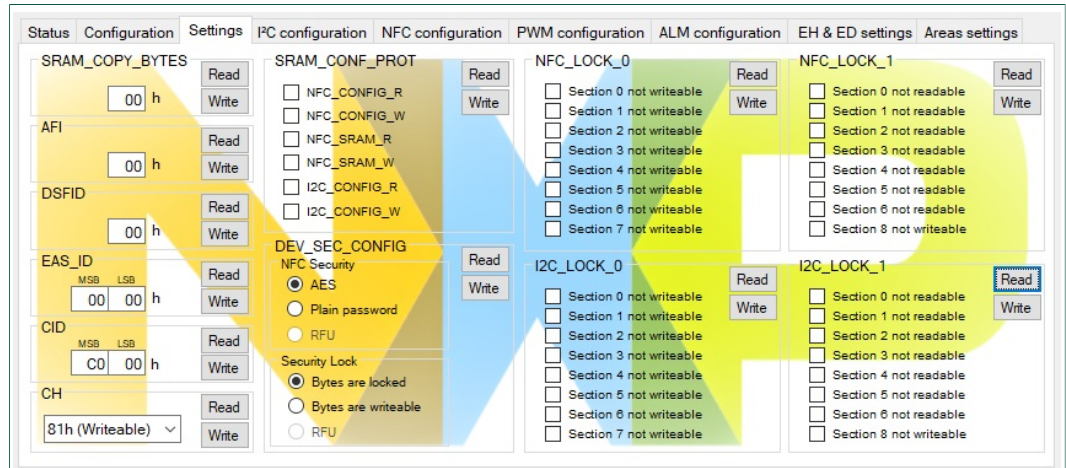 Status Configuration Settings I²C configuration NFC configuration PWM configuration ALM configuration EH & ED settings Areas settings
SRAM_COPY_BYTES
Read
00 h
Write
AFI
Read
00 h
Write
DSFID
Read
00 h
Write
EAS_ID
MSB LSB
Read
00 00 h
Write
CID
MSB LSB
Read
C0 00 h
Write
CH
Read
81h (Writeable)
Write
SRAM_CONF_PROT
Read
NFC_CONFIG_R
Write
NFC_CONFIG_W
NFC_SRAM_R
NFC_SRAM_W
I2C_CONFIG_R
I2C_CONFIG_W
DEV_SEC_CONFIG
Read
NFC Security
AES
Write
Plain password
RFU
Security Lock
Bytes are locked
Bytes are writeable
RFU
NFC_LOCK_0
Read
Section 0 not writeable
Write
Section 1 not writeable
Section 2 not writeable
Section 3 not writeable
Section 4 not writeable
Section 5 not writeable
Section 6 not writeable
Section 7 not writeable
I2C_LOCK_0
Read
Section 0 not writeable
Write
Section 1 not writeable
Section 2 not writeable
Section 3 not writeable
Section 4 not writeable
Section 5 not writeable
Section 6 not writeable
Section 7 not writeable
NFC_LOCK_1
Read
Section 0 not readable
Write
Section 1 not readable
Section 2 not readable
Section 3 not readable
Section 4 not readable
Section 5 not readable
Section 6 not readable
Section 8 not writeable
I2C_LOCK_1
Read
Section 0 not readable
Write
Section 1 not readable
Section 2 not readable
Section 3 not readable
Section 4 not readable
Section 5 not readable
Section 6 not readable
Section 8 not writeable
NXP